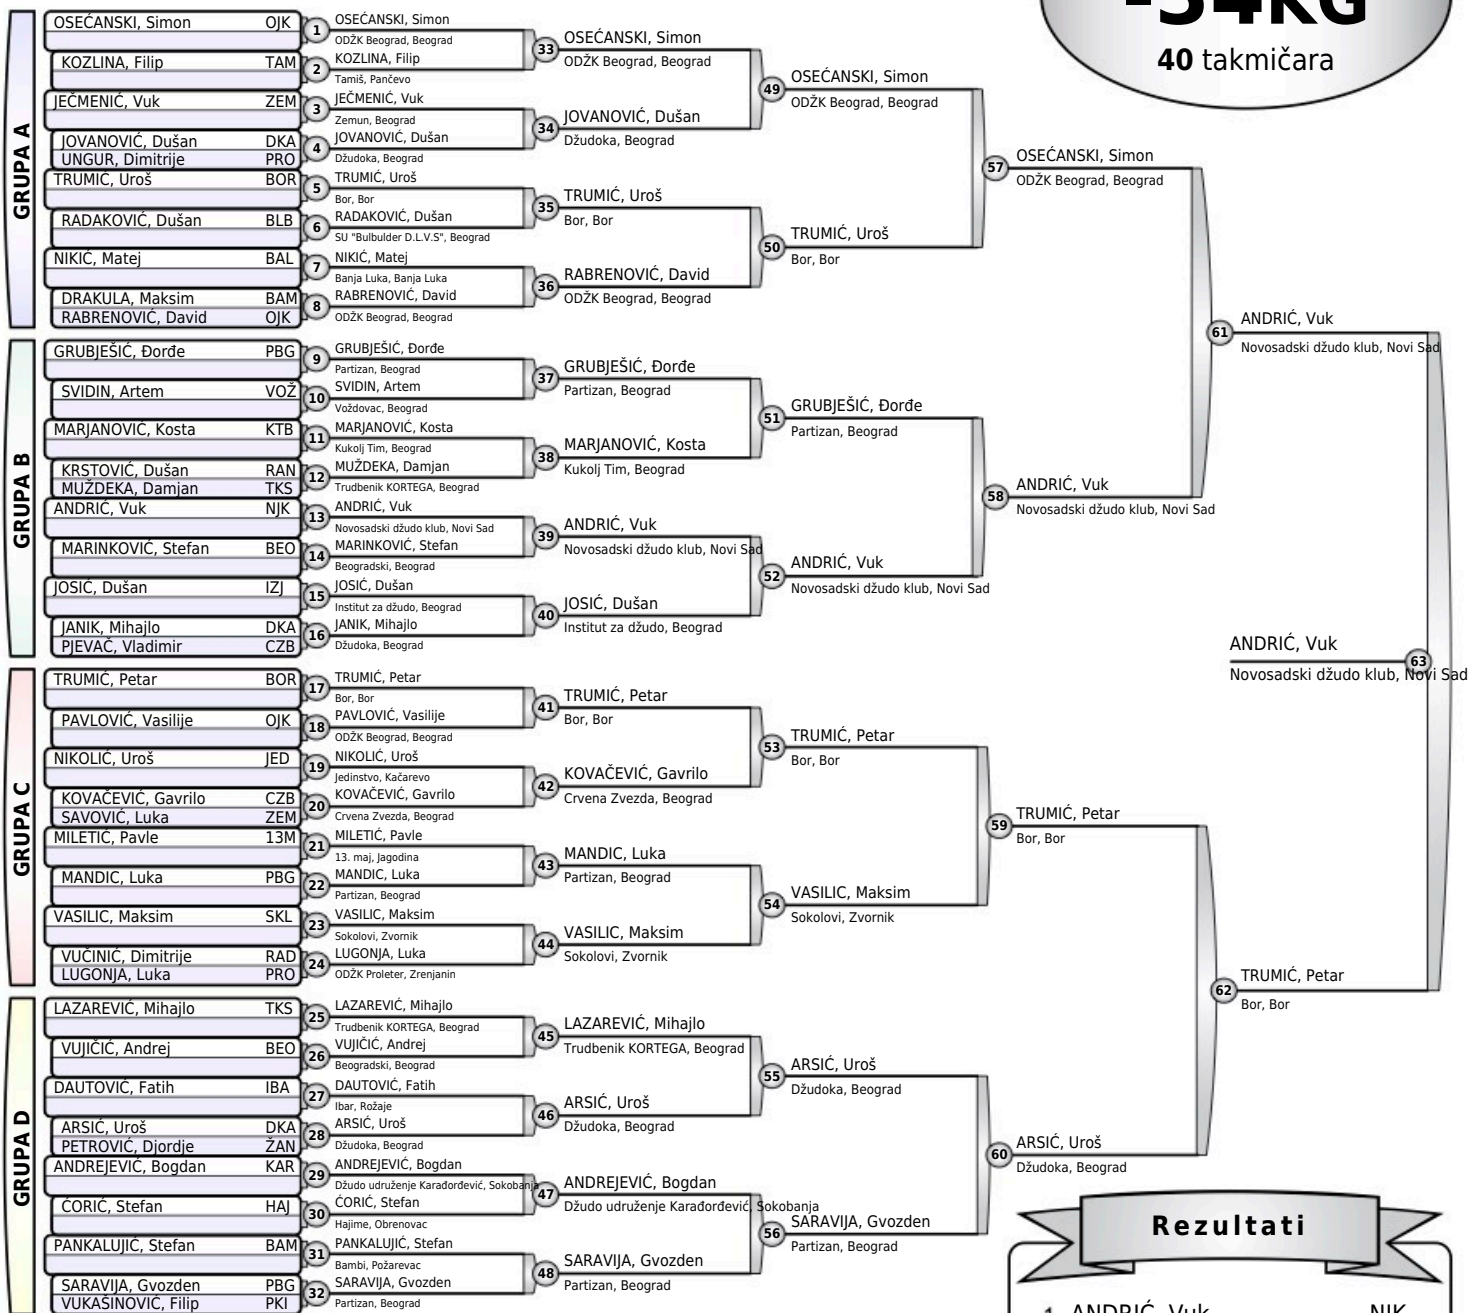 -34KG
40 takmičara
GRUPA A
OSEĆANSKI, Simon OJK
KOZLINA, Filip TAM
JEČMENIĆ, Vuk ZEM
JOVANOVIĆ, Dušan DKA
UNGUR, Dimitrije PRO
TRUMIĆ, Uroš BOR
RADAKOVIĆ, Dušan BLB
NIKIĆ, Matej BAL
DRAKULA, Maksim BAM
RABRENOVIĆ, David OJK
GRUPA B
GRUBJEŠIĆ, Đorđe PBG
SVIDIN, Artem VOŽ
MARJANOVIĆ, Kosta KTB
KRSTOVIĆ, Dušan RAN
MUŽDEKA, Damjan TKS
ANDRIĆ, Vuk NJK
MARINKOVIĆ, Stefan BEO
JOSIĆ, Dušan IZJ
JANIK, Mihajlo DKA
PJEVAČ, Vladimir CZB
GRUPA C
TRUMIĆ, Petar BOR
PAVLOVIĆ, Vasilije OJK
NIKOLIĆ, Uroš JED
KOVAČEVIĆ, Gavrilo CZB
SAVOVIĆ, Luka ZEM
MILETIĆ, Pavle 13M
MANDIC, Luka PBG
VASILIC, Maksim SKL
VUČINIĆ, Dimitrije RAD
LUGONJA, Luka PRO
GRUPA D
LAZAREVIĆ, Mihajlo TKS
VUJIČIĆ, Andrej BEO
DAUTOVIĆ, Fatih IBA
ARSIĆ, Uroš DKA
PETROVIĆ, Djordje ŽAN
ANDREJEVIĆ, Bogdan KAR
ĆORIĆ, Stefan HAJ
PANKALUJIĆ, Stefan BAM
SARAVIJA, Gvozden PBG
VUKAŠINOVIĆ, Filip PKI
1 OSEĆANSKI, Simon
ODŽK Beograd, Beograd
2 KOZLINA, Filip
Tamiš, Pančevo
3 JEČMENIĆ, Vuk
Zemun, Beograd
4 JOVANOVIĆ, Dušan
Džudoka, Beograd
5 TRUMIĆ, Uroš
Bor, Bor
6 RADAKOVIĆ, Dušan
SU "Bulbulder D.L.V.S", Beograd
7 NIKIĆ, Matej
Banja Luka, Banja Luka
8 RABRENOVIĆ, David
ODŽK Beograd, Beograd
9 GRUBJEŠIĆ, Đorđe
Partizan, Beograd
10 SVIDIN, Artem
Voždovac, Beograd
11 MARJANOVIĆ, Kosta
Kukolj Tim, Beograd
12 MUŽDEKA, Damjan
Trudbenik KORTEGA, Beograd
13 ANDRIĆ, Vuk
Novosadski džudo klub, Novi Sad
14 MARINKOVIĆ, Stefan
Beogradski, Beograd
15 JOSIĆ, Dušan
Institut za džudo, Beograd
16 JANIK, Mihajlo
Džudoka, Beograd
17 TRUMIĆ, Petar
Bor, Bor
18 PAVLOVIĆ, Vasilije
ODŽK Beograd, Beograd
19 NIKOLIĆ, Uroš
Jedinstvo, Kačarevo
20 KOVAČEVIĆ, Gavrilo
Crvena Zvezda, Beograd
21 MILETIĆ, Pavle
13. maj, Jagodina
22 MANDIC, Luka
Partizan, Beograd
23 VASILIC, Maksim
Sokolovi, Zvornik
24 LUGONJA, Luka
ODŽK Proleter, Zrenjanin
25 LAZAREVIĆ, Mihajlo
Trudbenik KORTEGA, Beograd
26 VUJIČIĆ, Andrej
Beogradski, Beograd
27 DAUTOVIĆ, Fatih
Ibar, Rožaje
28 ARSIĆ, Uroš
Džudoka, Beograd
29 ANDREJEVIĆ, Bogdan
Džudo udruženje Karađorđević, Sokobanja
30 ĆORIĆ, Stefan
Hajime, Obrenovac
31 PANKALUJIĆ, Stefan
Bambi, Požarevac
32 SARAVIJA, Gvozden
Partizan, Beograd
33 OSEĆANSKI, Simon
ODŽK Beograd, Beograd
34 JOVANOVIĆ, Dušan
Džudoka, Beograd
35 TRUMIĆ, Uroš
Bor, Bor
36 RABRENOVIĆ, David
ODŽK Beograd, Beograd
37 GRUBJEŠIĆ, Đorđe
Partizan, Beograd
38 MARJANOVIĆ, Kosta
Kukolj Tim, Beograd
39 ANDRIĆ, Vuk
Novosadski džudo klub, Novi Sad
40 JOSIĆ, Dušan
Institut za džudo, Beograd
41 TRUMIĆ, Petar
Bor, Bor
42 KOVAČEVIĆ, Gavrilo
Crvena Zvezda, Beograd
43 MANDIC, Luka
Partizan, Beograd
44 VASILIC, Maksim
Sokolovi, Zvornik
45 LAZAREVIĆ, Mihajlo
Trudbenik KORTEGA, Beograd
46 ARSIĆ, Uroš
Džudoka, Beograd
47 ANDREJEVIĆ, Bogdan
Džudo udruženje Karađorđević, Sokobanja
48 SARAVIJA, Gvozden
Partizan, Beograd
49 OSEĆANSKI, Simon
ODŽK Beograd, Beograd
50 TRUMIĆ, Uroš
Bor, Bor
51 GRUBJEŠIĆ, Đorđe
Partizan, Beograd
52 ANDRIĆ, Vuk
Novosadski džudo klub, Novi Sad
53 TRUMIĆ, Petar
Bor, Bor
54 VASILIC, Maksim
Sokolovi, Zvornik
55 ARSIĆ, Uroš
Džudoka, Beograd
56 SARAVIJA, Gvozden
Partizan, Beograd
57 OSEĆANSKI, Simon
ODŽK Beograd, Beograd
58 ANDRIĆ, Vuk
Novosadski džudo klub, Novi Sad
59 TRUMIĆ, Petar
Bor, Bor
60 ARSIĆ, Uroš
Džudoka, Beograd
61 ANDRIĆ, Vuk
Novosadski džudo klub, Novi Sad
62 TRUMIĆ, Petar
Bor, Bor
ANDRIĆ, Vuk 63
Novosadski džudo klub, Novi Sad
Rezultati
1 ANDRIĆ, Vuk NJK